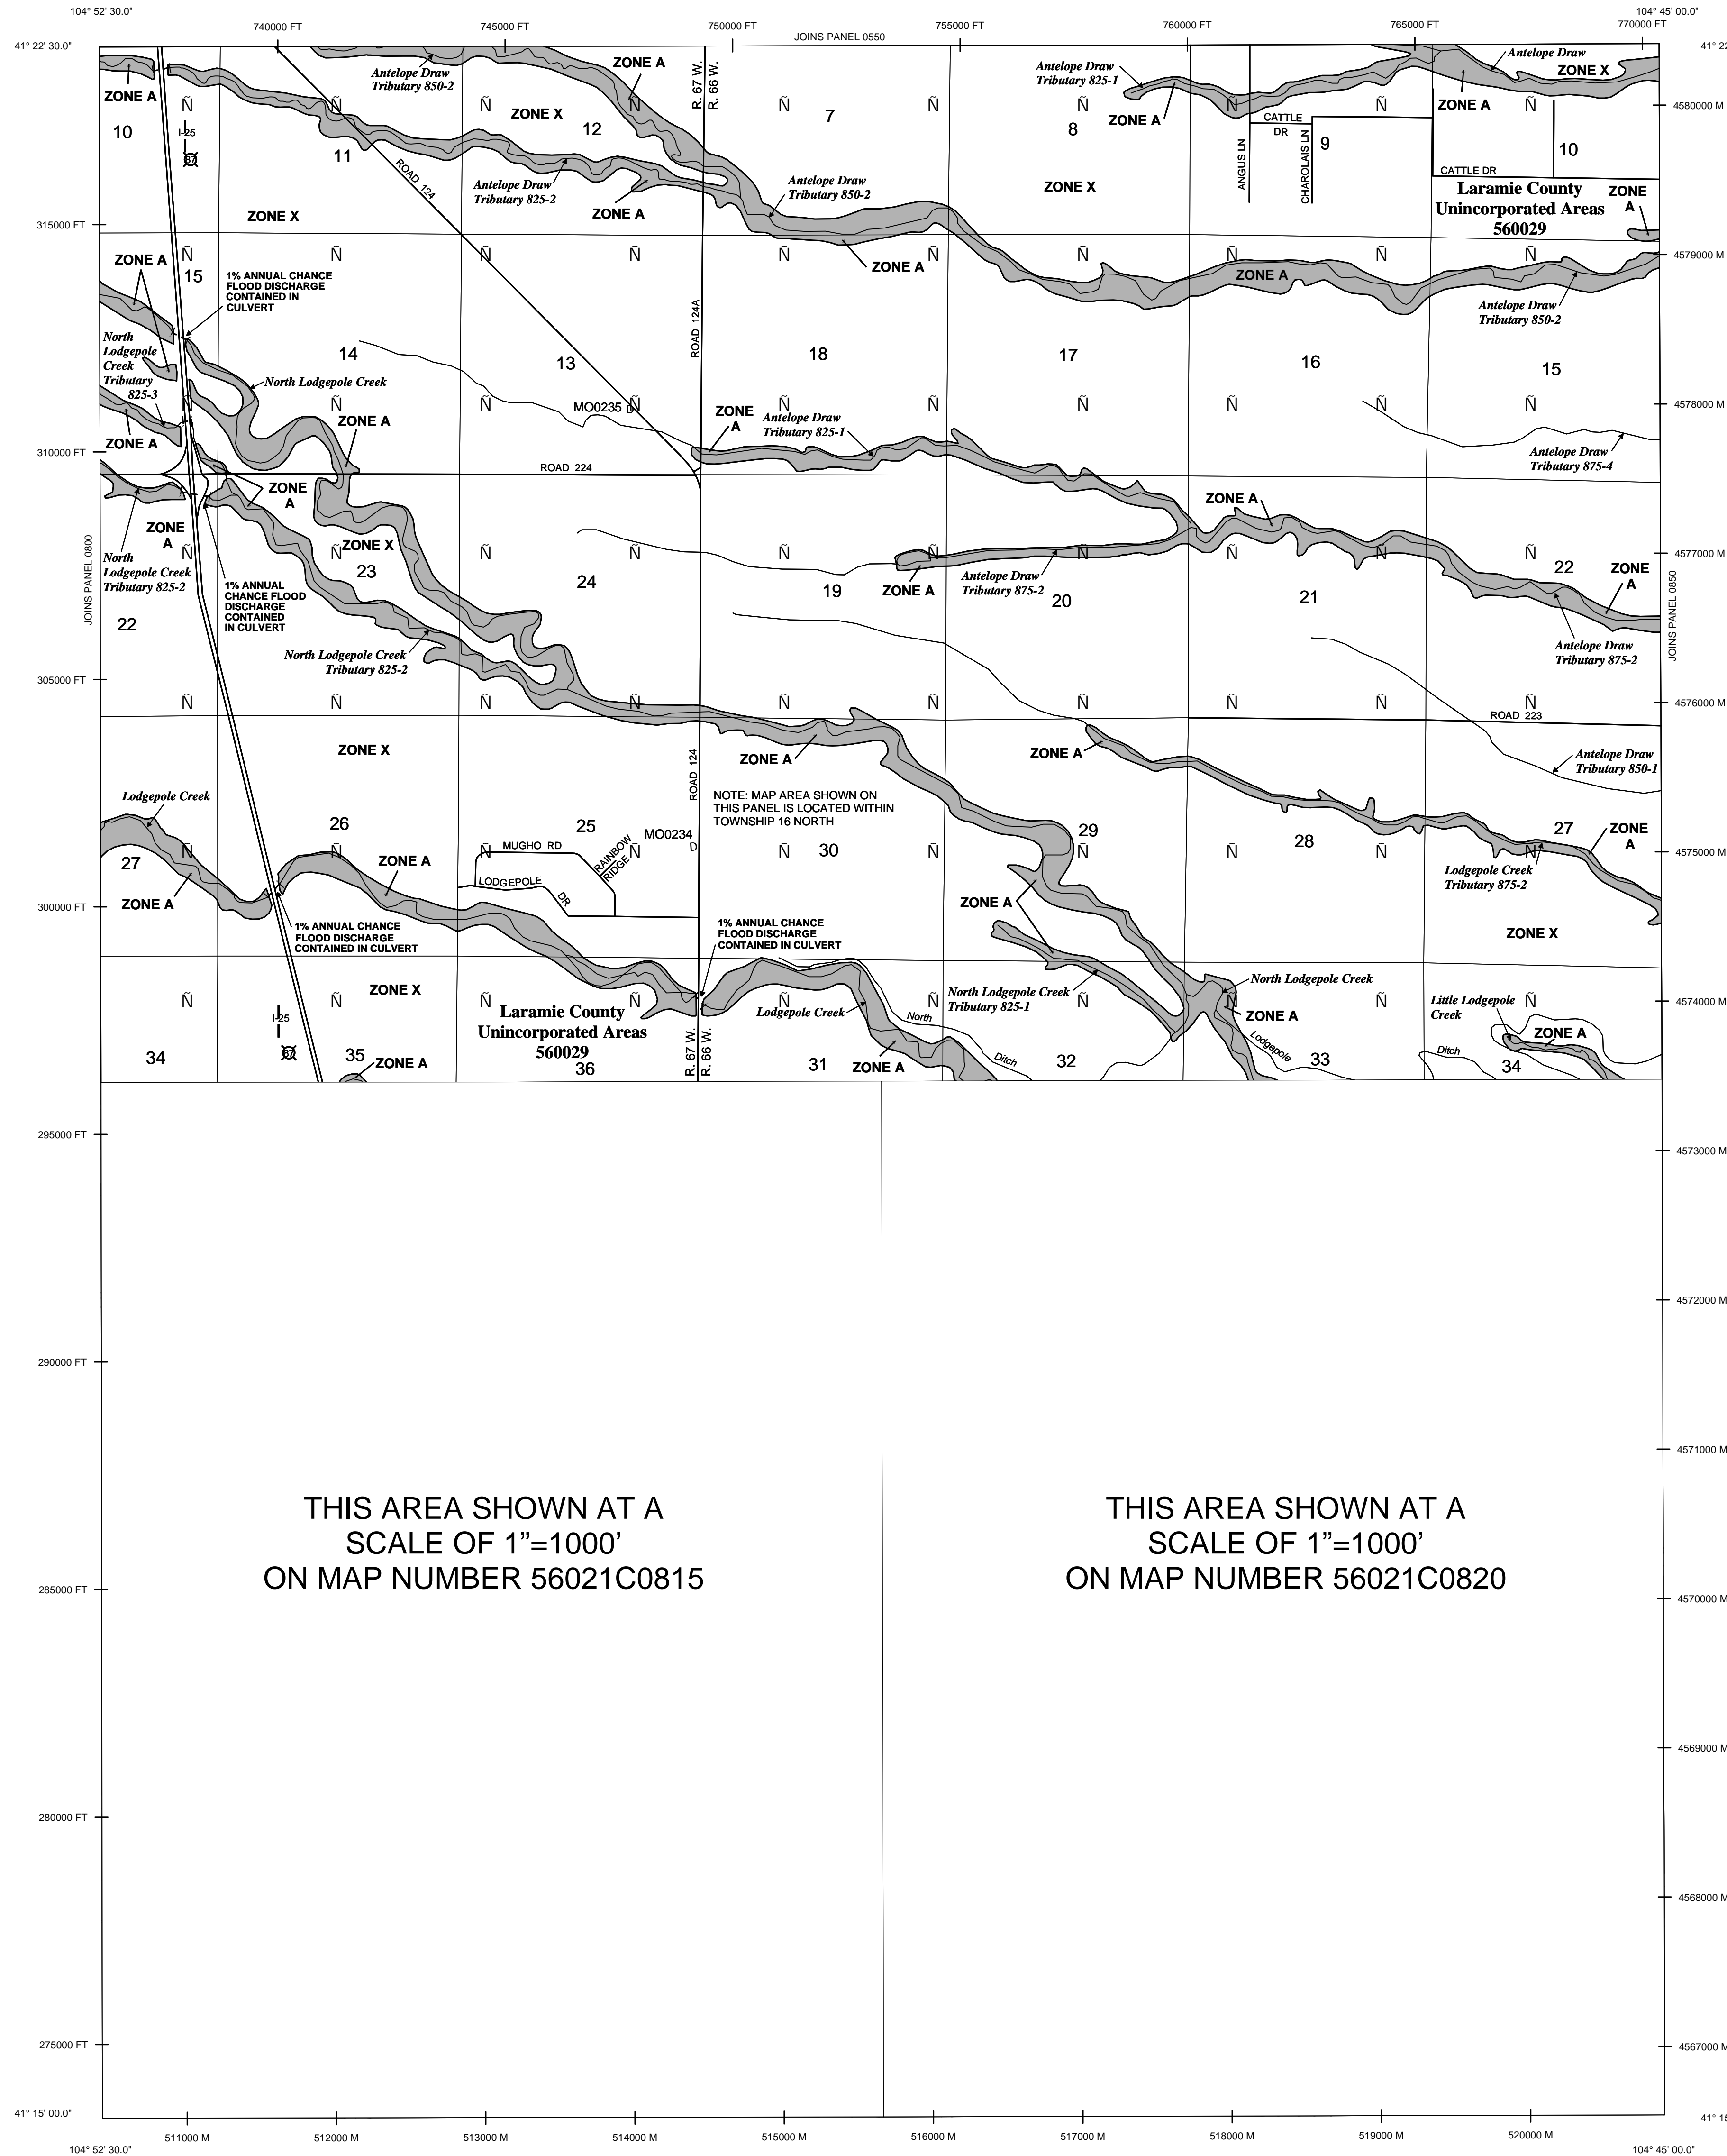 104° 52' 30.0"
104° 45' 00.0"
740000 FT
745000 FT
750000 FT
755000 FT
760000 FT
765000 FT
770000 FT
JOINS PANEL 0550
41° 22' 30.0"
41° 22
Antelope Draw
Tributary 850-2
ZONE A
R. 67 W.
R. 66 W.
Antelope Draw
Tributary 825-1
Antelope Draw
ZONE X
ZONE A
Ñ Ñ Ñ Ñ Ñ Ñ Ñ Ñ Ñ Ñ
4580000 M
10
I-25
87
11
ZONE X
12
7
8
ZONE A
CATTLE
DR
ANGUS LN
CHAROLAIS LN
9
ZONE A
10
CATTLE DR
ROAD 124
Antelope Draw
Tributary 825-2
ZONE A
Antelope Draw
Tributary 850-2
ZONE X
Laramie County
Unincorporated Areas
560029
ZONE
A
ZONE X
315000 FT
Ñ Ñ Ñ Ñ Ñ Ñ Ñ Ñ Ñ Ñ
4579000 M
ZONE A
15
1% ANNUAL CHANCE
FLOOD DISCHARGE
CONTAINED IN
CULVERT
ZONE A
ZONE A
Antelope Draw
Tributary 850-2
ROAD 124A
North
Lodgepole
Creek
Tributary
825-3
14
13
18
17
16
15
North Lodgepole Creek
Ñ Ñ Ñ Ñ Ñ Ñ Ñ Ñ Ñ Ñ
4578000 M
MO0235 D
ZONE A
ZONE A
ZONE
A
Antelope Draw
Tributary 825-1
Antelope Draw
Tributary 875-4
310000 FT
ROAD 224
ZONE
A
ZONE A
ZONE
A
ZONE X
Ñ Ñ Ñ Ñ Ñ Ñ Ñ Ñ Ñ Ñ
4577000 M
JOINS PANEL 0800
JOINS PANEL 0850
North
Lodgepole Creek
Tributary 825-2
23
24
1% ANNUAL
CHANCE FLOOD
DISCHARGE
CONTAINED
IN CULVERT
19
ZONE A
Antelope Draw
Tributary 875-2
20
21
22
ZONE
A
22
North Lodgepole Creek
Tributary 825-2
Antelope Draw
Tributary 875-2
305000 FT
Ñ Ñ Ñ Ñ Ñ Ñ Ñ Ñ Ñ Ñ
4576000 M
ROAD 223
ZONE X
ROAD 124
ZONE A
ZONE A
Antelope Draw
Tributary 850-1
Lodgepole Creek
NOTE: MAP AREA SHOWN ON
THIS PANEL IS LOCATED WITHIN
TOWNSHIP 16 NORTH
26
25
MO0234
D
30
29
28
27
ZONE
A
27
Ñ Ñ Ñ Ñ Ñ Ñ Ñ Ñ Ñ
4575000 M
ZONE A
MUGHO RD
RAINBOW
RIDGE
LODGEPOLE
DR
Lodgepole Creek
Tributary 875-2
ZONE A
ZONE A
300000 FT
1% ANNUAL CHANCE
FLOOD DISCHARGE
CONTAINED IN CULVERT
1% ANNUAL CHANCE
FLOOD DISCHARGE
CONTAINED IN CULVERT
ZONE X
ZONE X
North Lodgepole Creek
Tributary 825-1
North Lodgepole Creek
Ñ Ñ Ñ Ñ Ñ Ñ Ñ
4574000 M
I-25
87
Laramie County
Unincorporated Areas
560029
Lodgepole Creek
North
Ditch
ZONE A
Lodgepole
Little Lodgepole
Creek
ZONE A
Ditch
34
35
ZONE A
36
R. 67 W.
R. 66 W.
31
ZONE A
32
33
34
295000 FT
4573000 M
4572000 M
290000 FT
4571000 M
THIS AREA SHOWN AT A
SCALE OF 1”=1000’
ON MAP NUMBER 56021C0815
THIS AREA SHOWN AT A
SCALE OF 1”=1000’
ON MAP NUMBER 56021C0820
285000 FT
4570000 M
4569000 M
280000 FT
4568000 M
275000 FT
4567000 M
41° 15' 00.0"
41° 15
511000 M
512000 M
513000 M
514000 M
515000 M
516000 M
517000 M
518000 M
519000 M
520000 M
104° 52' 30.0"
104° 45' 00.0"